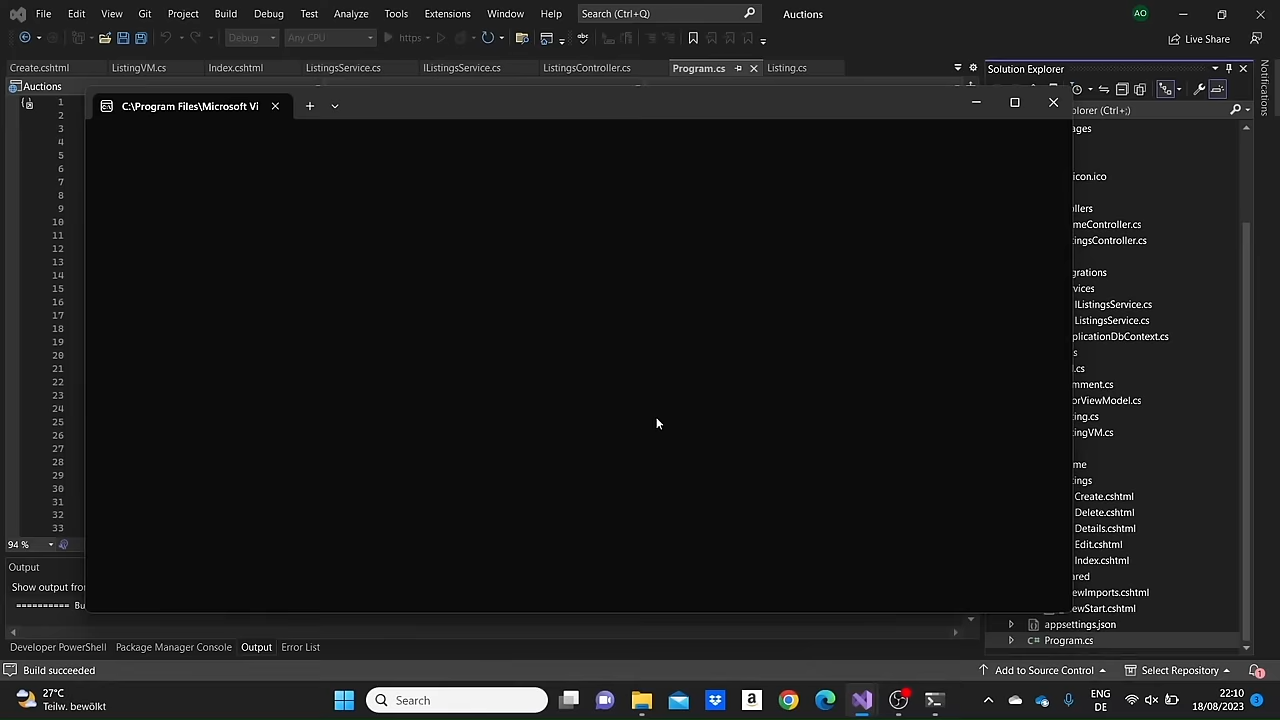 File Edit View Git Project Build Debug Test Analyze Tools Extensions Window Help Search (Ctrl+Q) Auctions AO
Debug Any CPU https Live Share
Create.cshtml ListingVM.cs Index.cshtml ListingsService.cs IListingsService.cs ListingsController.cs Program.cs Listing.cs Solution Explorer
Auctions
C:\Program Files\Microsoft Vi
1
2
3
4
5
6
7
8
9
10
11
12
13
14
15
16
17
18
19
20
21
22
23
24
25
26
27
28
29
30
31
32
33
94 %
plorer (Ctrl+;)
ages
icon.ico
llers
meController.cs
ingsController.cs
grations
vices
IListingsService.cs
ListingsService.cs
plicationDbContext.cs
s
l.cs
mment.cs
orViewModel.cs
ing.cs
ingVM.cs
me
ings
Create.cshtml
Delete.cshtml
Details.cshtml
Edit.cshtml
Index.cshtml
ared
ewImports.cshtml
ewStart.cshtml
appsettings.json
C# Program.cs
Notifications
Output
Show output from
========== Bu
Developer PowerShell Package Manager Console Output Error List
Build succeeded Add to Source Control Select Repository 1
27°C
Teilw. bewölkt
Search
a
ENG
DE
22:10
18/08/2023
3